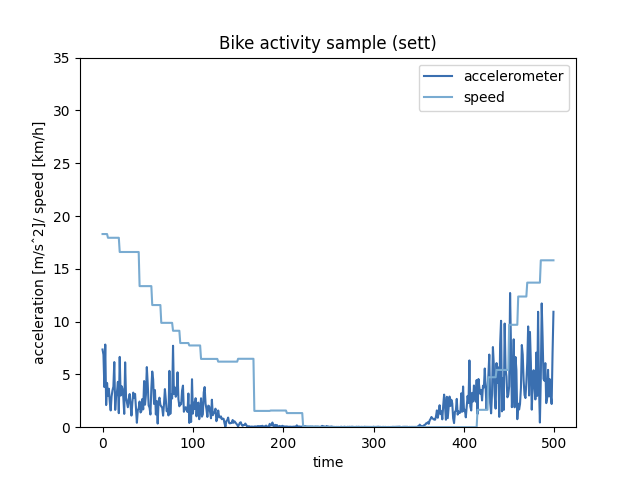 Bike activity sample (sett)
accelerometer
speed
35
30
25
20
15
10
5
0
acceleration [m/sˆ2]/ speed [km/h]
0 100 200 300 400 500
time